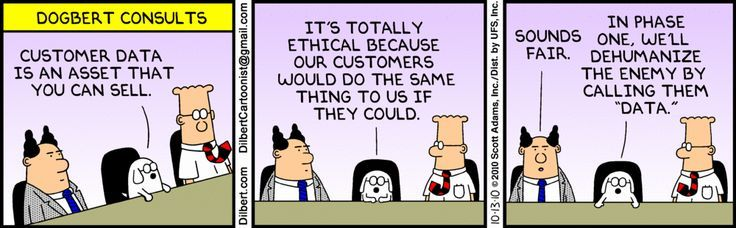 DOGBERT CONSULTS
CUSTOMER DATA
IS AN ASSET THAT
YOU CAN SELL.
Dilbert.com DilbertCartoonist@gmail.com
IT'S TOTALLY
ETHICAL BECAUSE
OUR CUSTOMERS
WOULD DO THE SAME
THING TO US IF
THEY COULD.
10-13-10 © 2010 Scott Adams, Inc./Dist. by UFS, Inc.
SOUNDS
FAIR.
IN PHASE
ONE, WE'LL
DEHUMANIZE
THE ENEMY BY
CALLING THEM
"DATA."